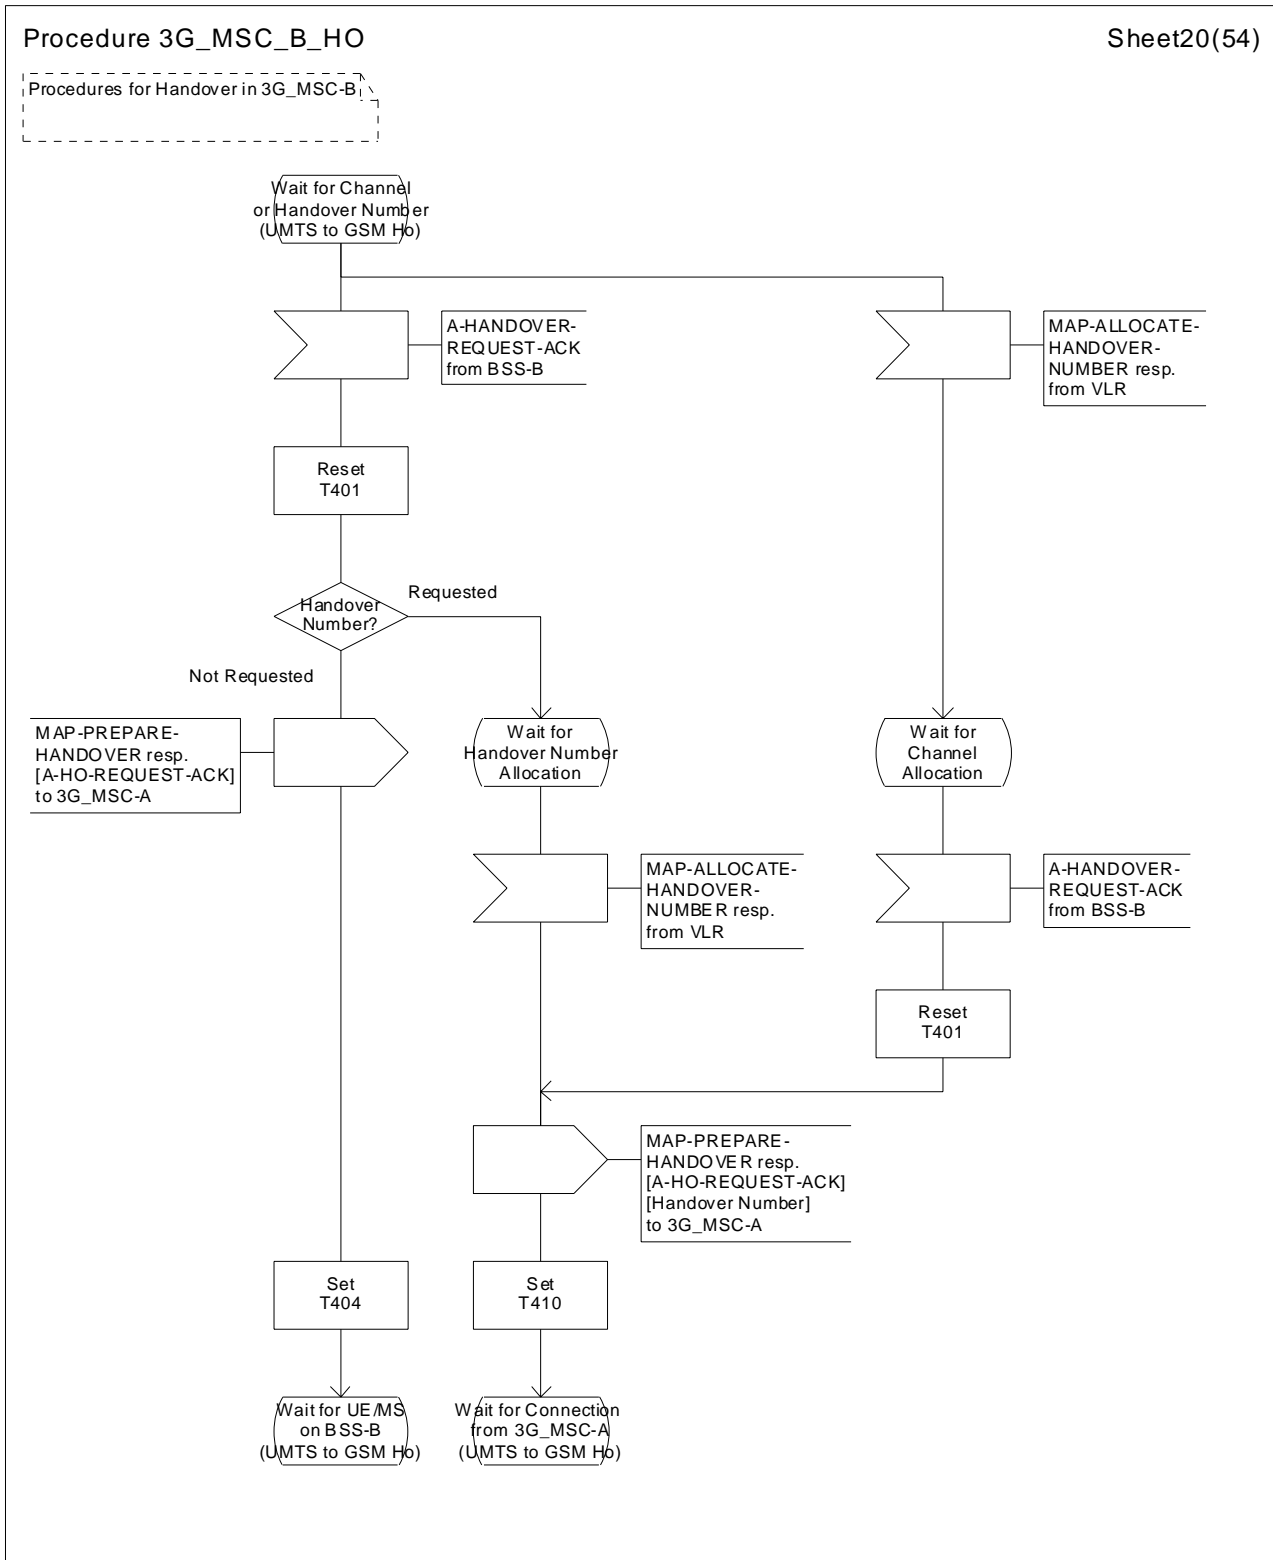 Procedure 3G_MSC_B_HO
Sheet20(54)
Procedures for Handover in 3G_MSC-B
Wait for Channel
or Handover Number
(UMTS to GSM Ho)
A-HANDOVER-
REQUEST-ACK
from BSS-B
MAP-ALLOCATE-
HANDOVER-
NUMBER resp.
from VLR
Reset
T401
Handover
Number?
Requested
Not Requested
MAP-PREPARE-
HANDOVER resp.
[A-HO-REQUEST-ACK]
to 3G_MSC-A
Wait for
Handover Number
Allocation
Wait for
Channel
Allocation
MAP-ALLOCATE-
HANDOVER-
NUMBER resp.
from VLR
A-HANDOVER-
REQUEST-ACK
from BSS-B
Reset
T401
MAP-PREPARE-
HANDOVER resp.
[A-HO-REQUEST-ACK]
[Handover Number]
to 3G_MSC-A
Set
T404
Set
T410
Wait for UE/MS
on BSS-B
(UMTS to GSM Ho)
Wait for Connection
from 3G_MSC-A
(UMTS to GSM Ho)